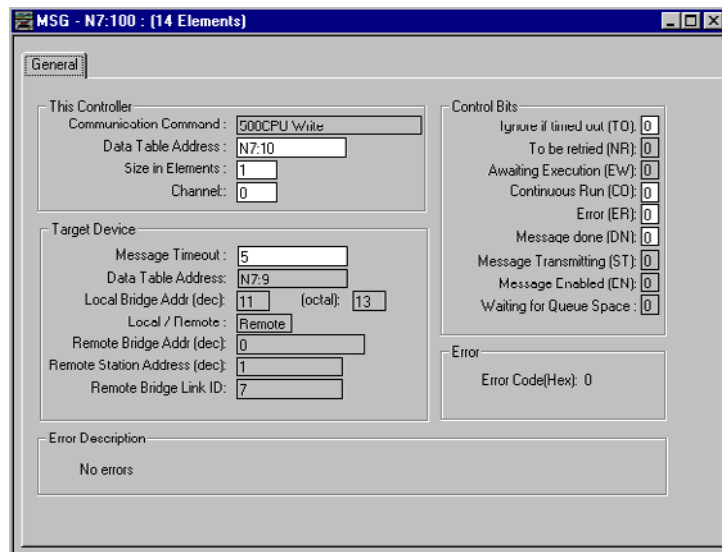 MSG - N7:100 : (14 Elements)
General
This Controller
Communication Command : 500CPU Write
Data Table Address : N7:10
Size in Elements : 1
Channel: 0
Target Device
Message Timeout : 5
Data Table Address: N7:9
Local Bridge Addr (dec): 11 (octal): 13
Local / Remote : Remote
Remote Bridge Addr (dec): 0
Remote Station Address (dec): 1
Remote Bridge Link ID: 7
Control Bits
Ignore if timed out (TO): 0
To be retried (NR): 0
Awaiting Execution (EW): 0
Continuous Run (CO): 0
Error (ER): 0
Message done (DN): 0
Message Transmitting (ST): 0
Message Enabled (EN): 0
Waiting for Queue Space : 0
Error
Error Code(Hex): 0
Error Description
No errors